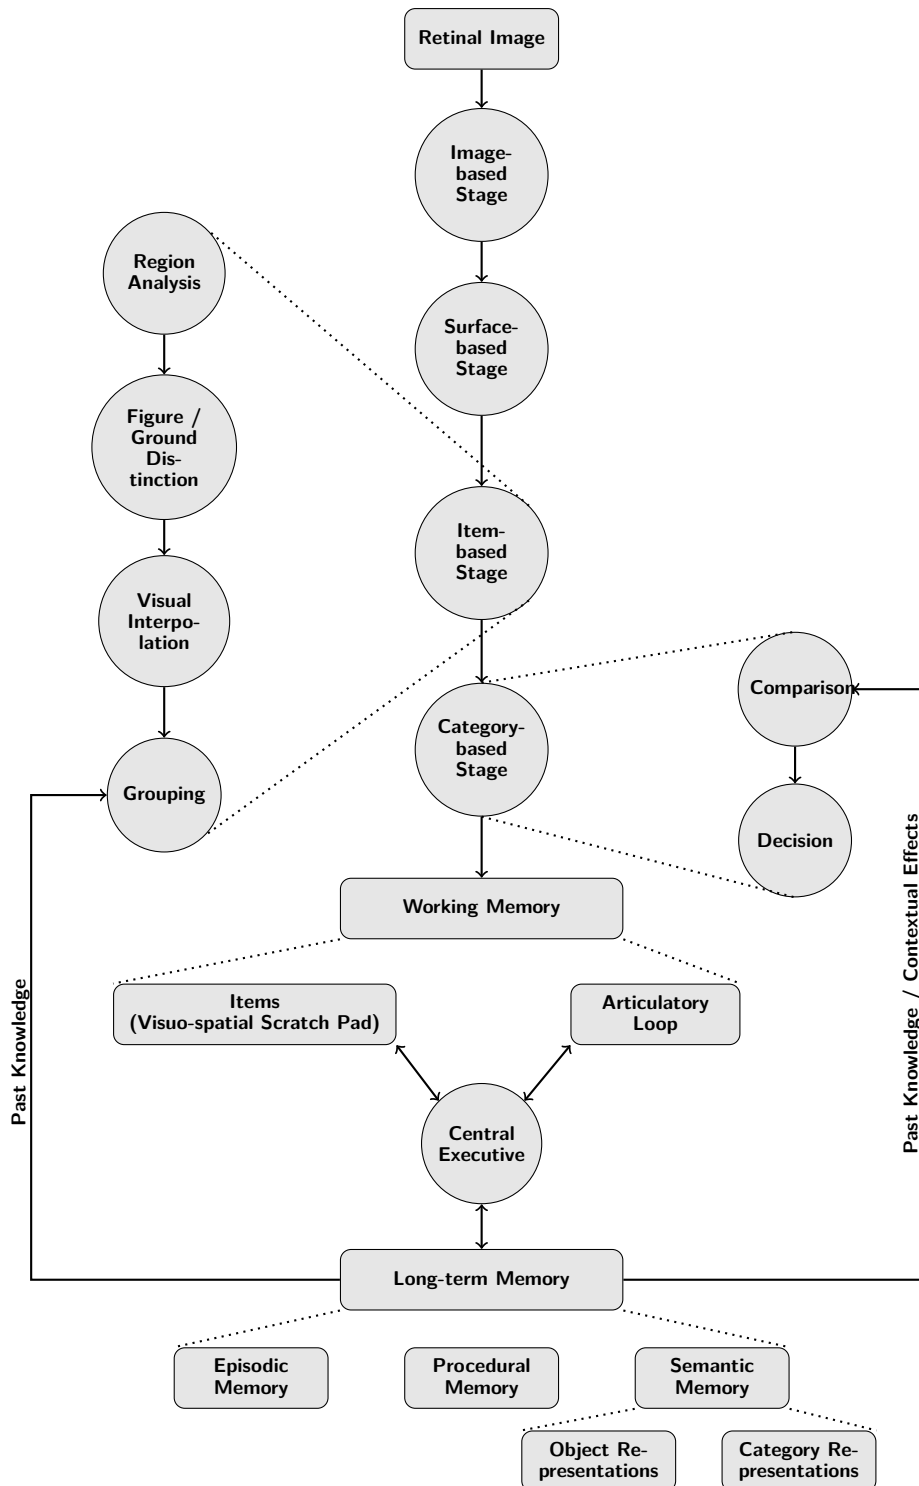 Retinal Image
Image-
based
Stage
Region
Analysis
Surface-
based
Stage
Figure /
Ground
Dis-
tinction
Item-
based
Stage
Visual
Interpo-
lation
Comparison
Category-
based
Stage
Grouping
Decision
Working Memory
Items
(Visuo-spatial Scratch Pad)
Articulatory
Loop
Past Knowledge
Past Knowledge / Contextual Effects
Central
Executive
Long-term Memory
Episodic
Memory
Procedural
Memory
Semantic
Memory
Object Re-
presentations
Category Re-
presentations